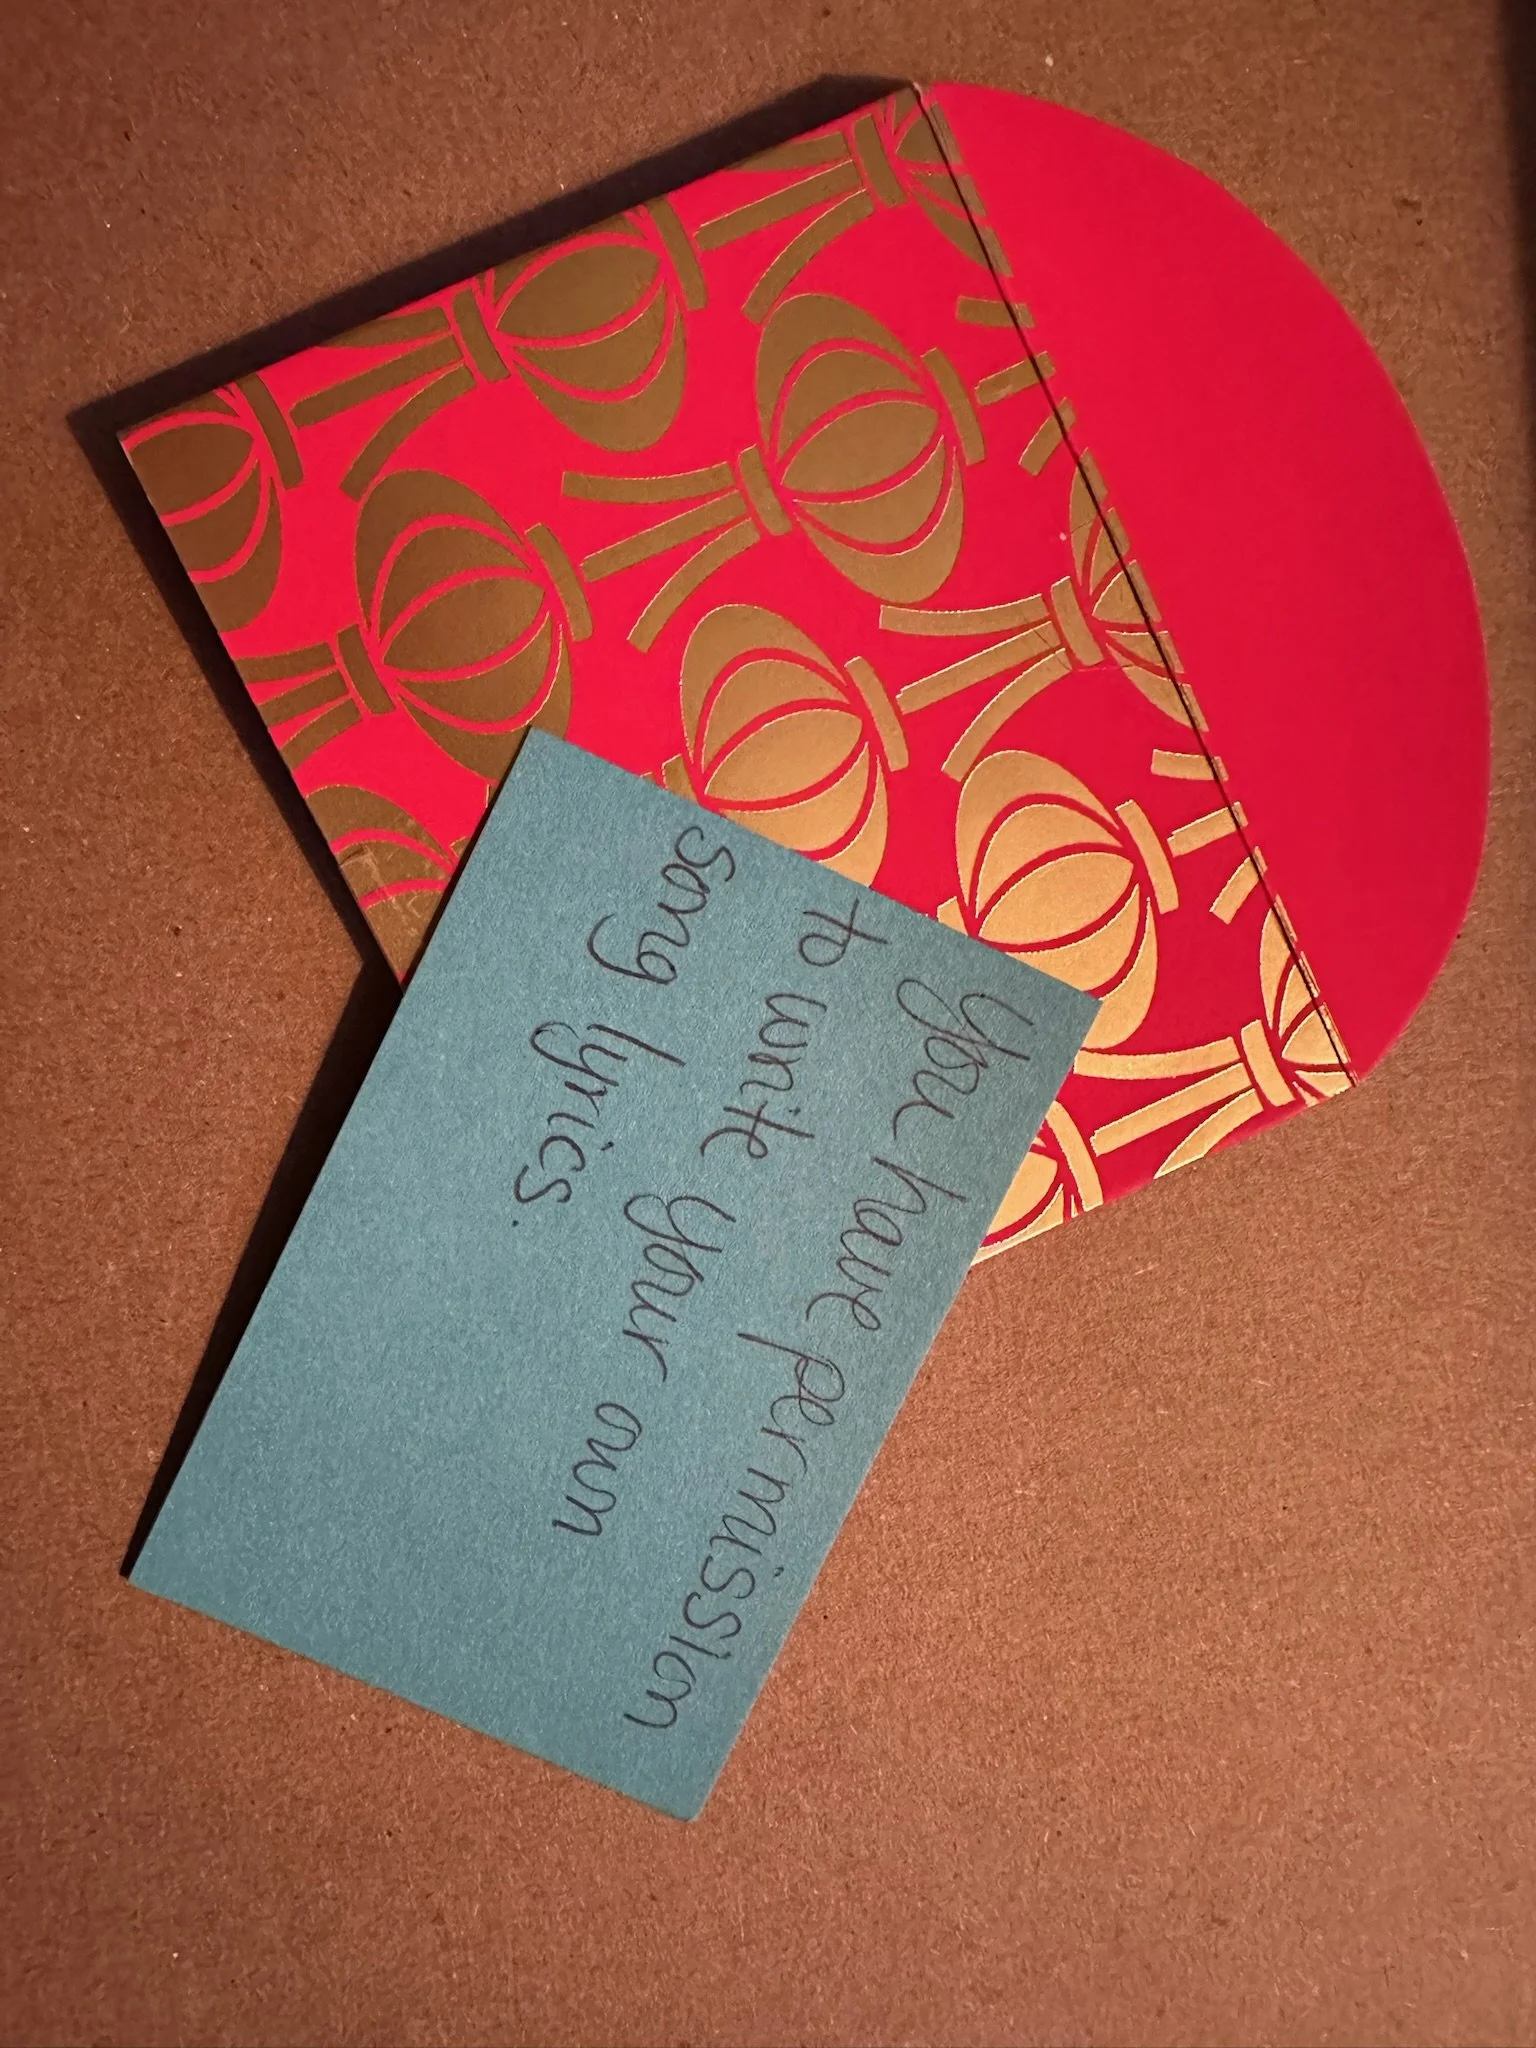 You have permission
to write your own
song lyrics.